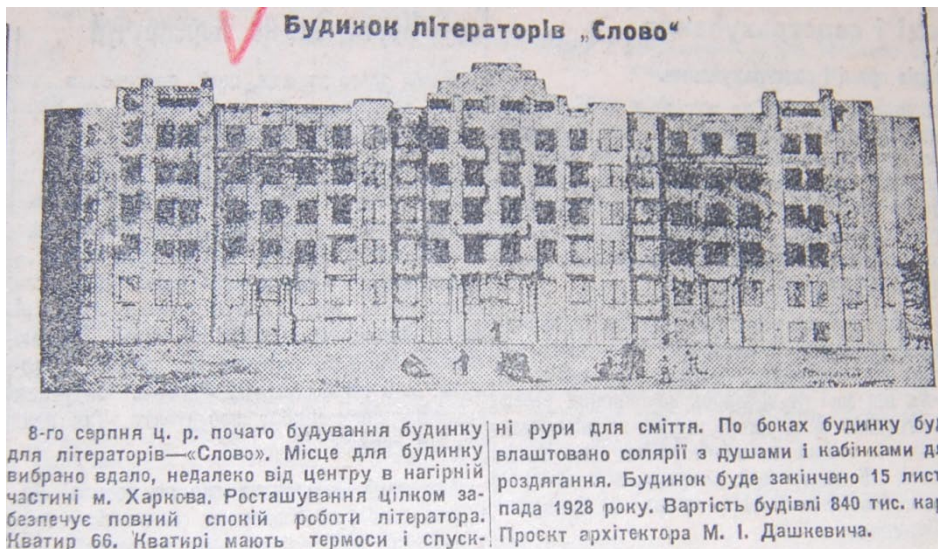 Будинок літераторів „Слово“
8-го серпня ц. р. почато будування будинку
для літераторів—«Слово». Місце для будинку
вибрано вдало, недалеко від центру в нагірній
частині м. Харкова. Росташування цілком за-
безпечує повний спокій роботи літератора.
Кватир 66. Кватирі мають термоси і спуск-
ні рури для сміття. По боках будинку
влаштовано солярії з душами і кабінками
роздягання. Будинок буде закінчено 15 лист
пада 1928 року. Вартість будівлі 840 тис. кар
Проєкт архітектора М. І. Дашкевича.